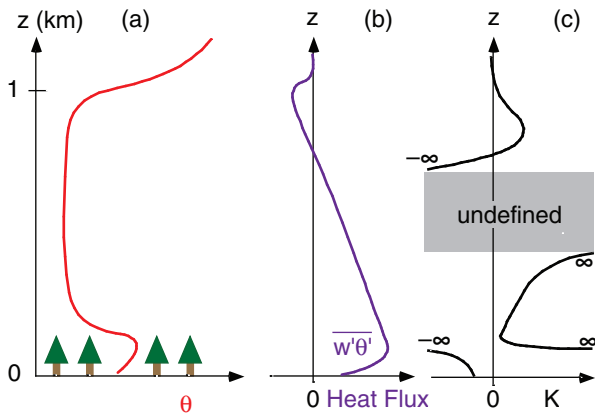 z (km) (a)
1
0
θ
z (b)
w'θ'
0 Heat Flux
z (c)
−∞
undefined
∞
−∞
∞
0 K